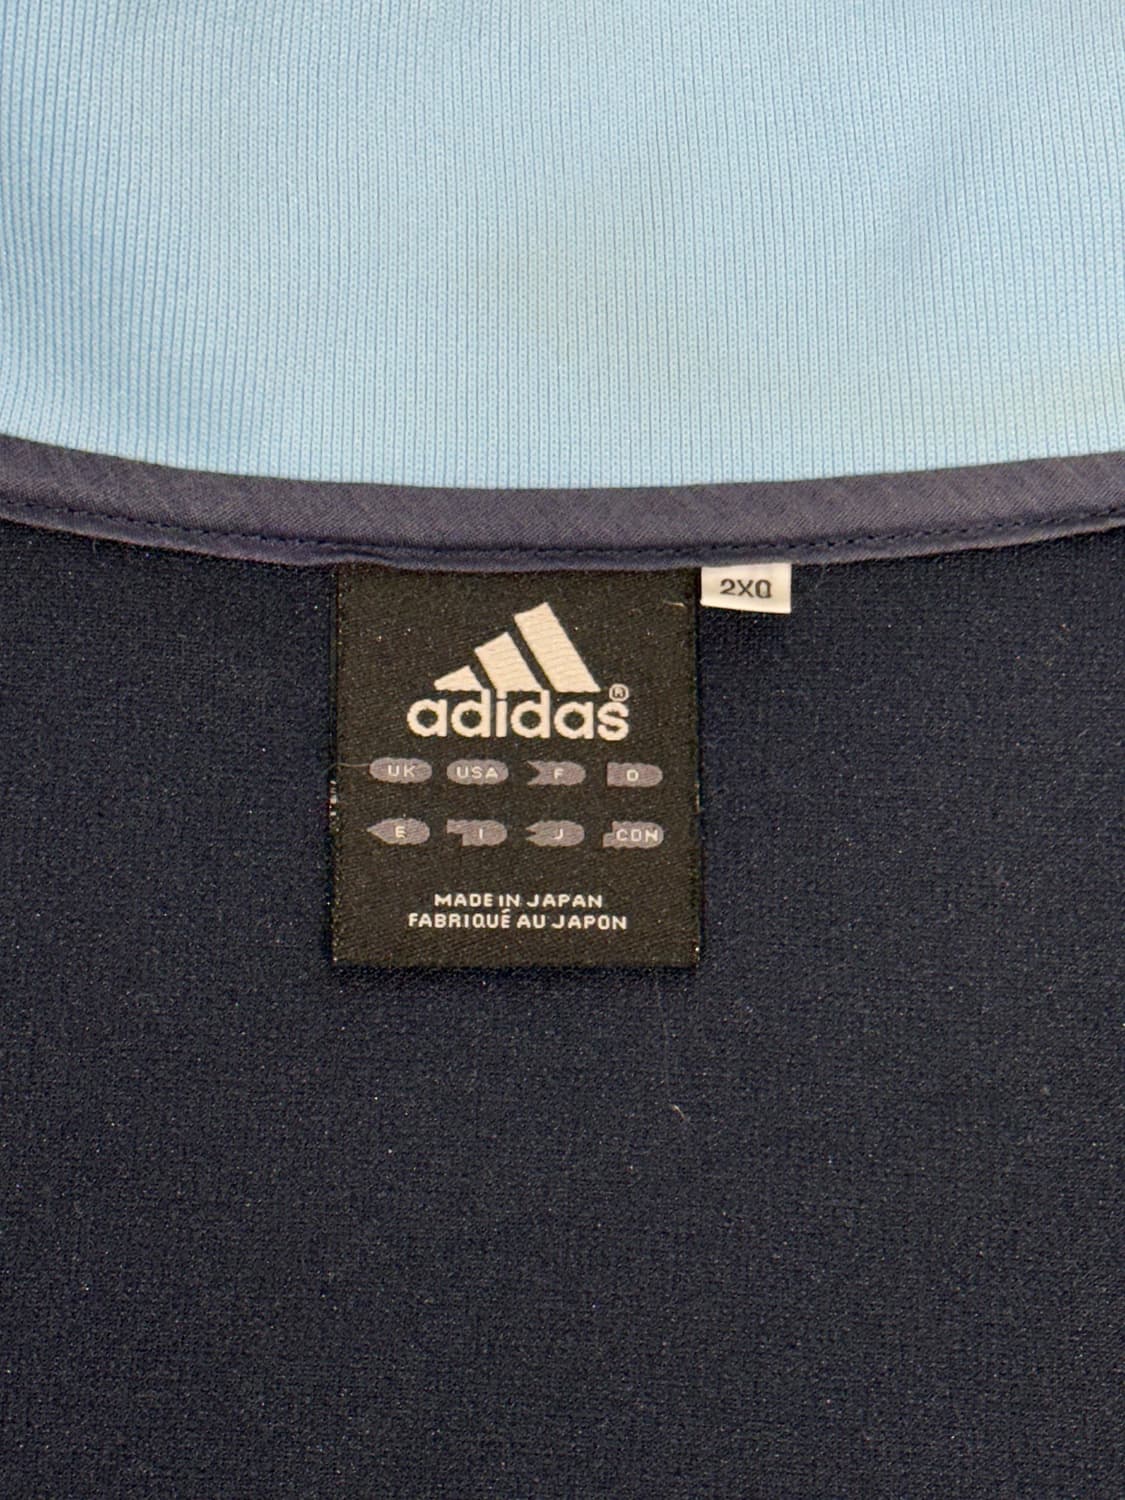 2XO
adidas®
UK USA F D
E I J CDN
MADE IN JAPAN
FABRIQUÉ AU JAPON